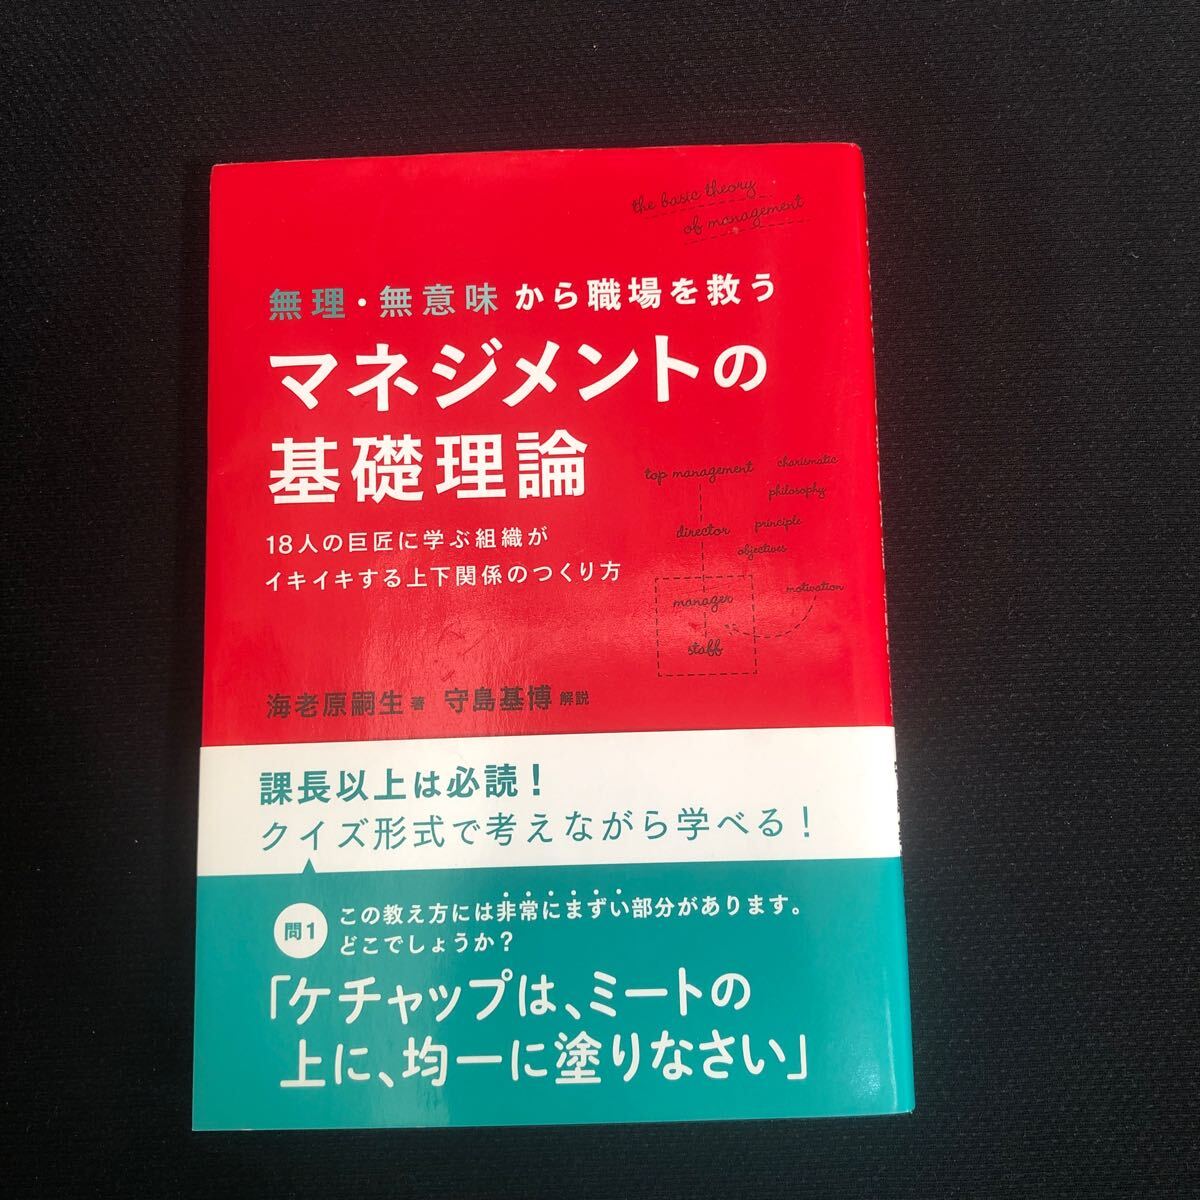 the basic theory
of management
無理・無意味から職場を救う
マネジメントの
基礎理論
18人の巨匠に学ぶ組織が
イキイキする上下関係のつくり方
top management
charismatic
philosophy
director
principle
objectives
manager
motivation
staff
海老原嗣生 著 守島基博 解説
課長以上は必読!
クイズ形式で考えながら学べる!
問1
この教え方には非常にまずい部分があります。
どこでしょうか?
「ケチャップは、ミートの
上に、均一に塗りなさい」